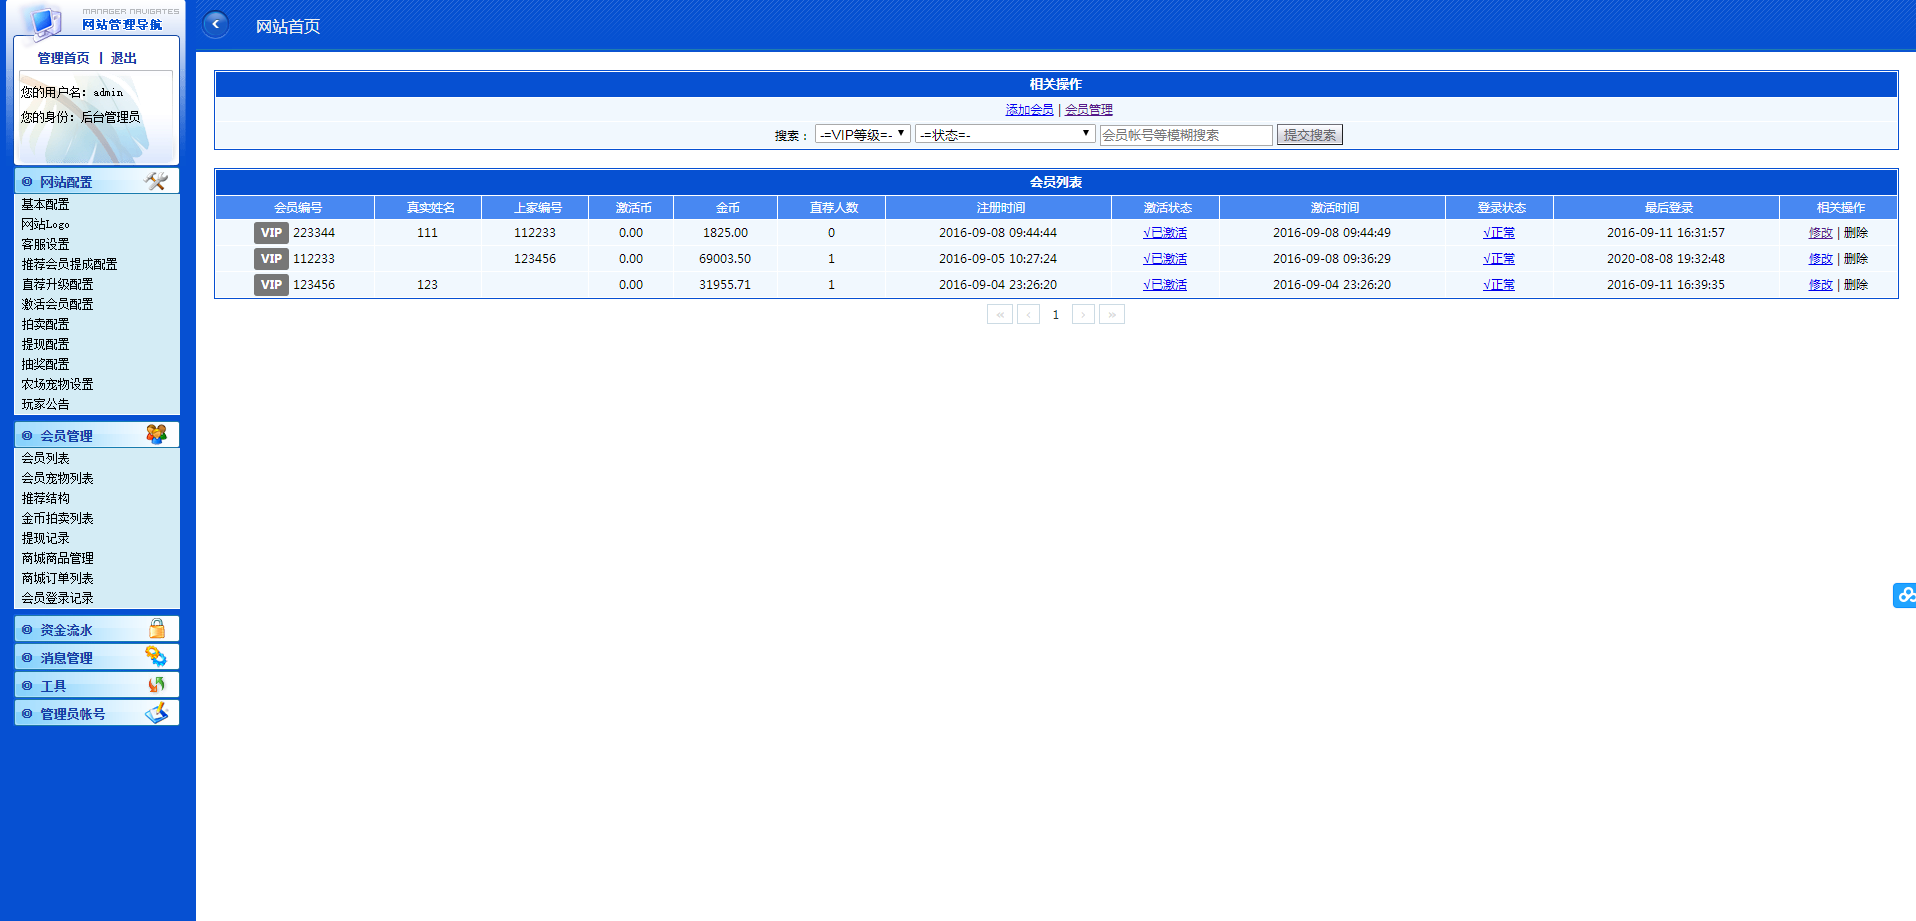 MANAGER NAVIGATES
网站管理导航
管理首页 | 退出
您的用户名：admin
您的身份：后台管理员
网站配置
基本配置
网站Logo
客服设置
推荐会员提成配置
直荐升级配置
激活会员配置
拍卖配置
提现配置
抽奖配置
农场宠物设置
玩家公告
会员管理
会员列表
会员宠物列表
推荐结构
金币拍卖列表
提现记录
商城商品管理
商城订单列表
会员登录记录
资金流水
消息管理
工具
管理员帐号
网站首页
相关操作
添加会员 | 会员管理
搜索： -=VIP等级=- -=状态=- 会员帐号等模糊搜索 提交搜索
会员列表
会员编号 真实姓名 上家编号 激活币 金币 直荐人数 注册时间 激活状态 激活时间 登录状态 最后登录 相关操作
VIP 223344 111 112233 0.00 1825.00 0 2016-09-08 09:44:44 √已激活 2016-09-08 09:44:49 √正常 2016-09-11 16:31:57 修改 | 删除
VIP 112233 123456 0.00 69003.50 1 2016-09-05 10:27:24 √已激活 2016-09-08 09:36:29 √正常 2020-08-08 19:32:48 修改 | 删除
VIP 123456 123 0.00 31955.71 1 2016-09-04 23:26:20 √已激活 2016-09-04 23:26:20 √正常 2016-09-11 16:39:35 修改 | 删除
« ‹ 1 › »